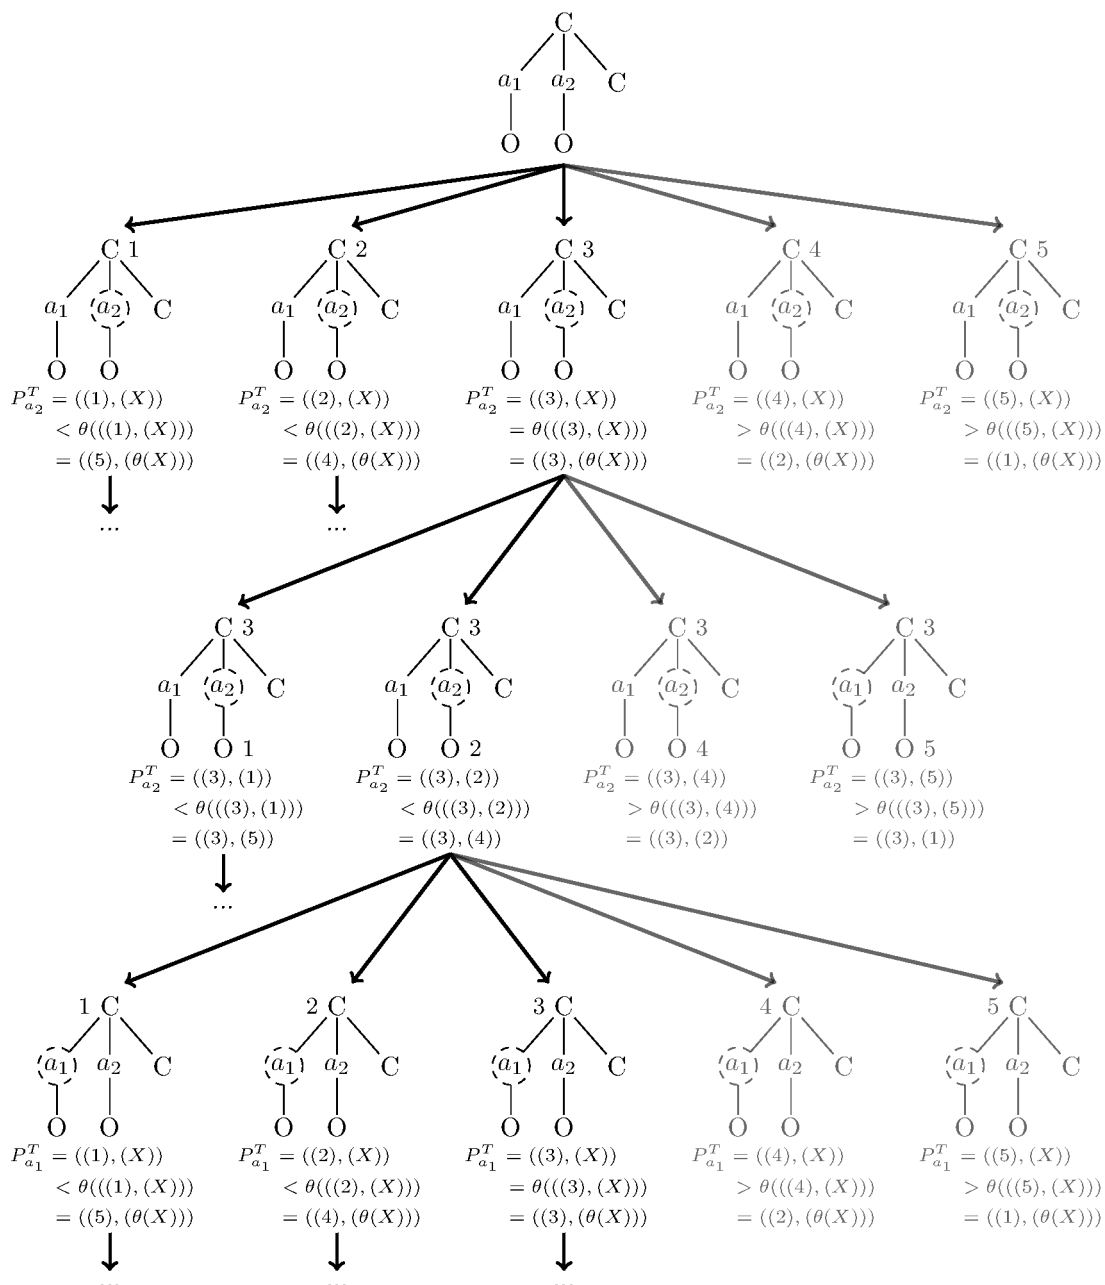 C
a₁ a₂ C
O O
C 1 C 2 C 3 C 4 C 5
a₁ a₂ C a₁ a₂ C a₁ a₂ C a₁ a₂ C a₁ a₂ C
O O O O O O O O O O
P^T_{a₂} = ((1), (X)) P^T_{a₂} = ((2), (X)) P^T_{a₂} = ((3), (X)) P^T_{a₂} = ((4), (X)) P^T_{a₂} = ((5), (X))
< θ(((1), (X))) < θ(((2), (X))) = θ(((3), (X))) > θ(((4), (X))) > θ(((5), (X)))
= ((5), (θ(X))) = ((4), (θ(X))) = ((3), (θ(X))) = ((2), (θ(X))) = ((1), (θ(X)))
... ...
C 3 C 3 C 3 C 3
a₁ a₂ C a₁ a₂ C a₁ a₂ C a₁ a₂ C
O O 1 O O 2 O O 4 O O 5
P^T_{a₂} = ((3), (1)) P^T_{a₂} = ((3), (2)) P^T_{a₂} = ((3), (4)) P^T_{a₂} = ((3), (5))
< θ(((3), (1))) < θ(((3), (2))) > θ(((3), (4))) > θ(((3), (5)))
= ((3), (5)) = ((3), (4)) = ((3), (2)) = ((3), (1))
...
1 C 2 C 3 C 4 C 5 C
a₁ a₂ C a₁ a₂ C a₁ a₂ C a₁ a₂ C a₁ a₂ C
O O O O O O O O O O
P^T_{a₁} = ((1), (X)) P^T_{a₁} = ((2), (X)) P^T_{a₁} = ((3), (X)) P^T_{a₁} = ((4), (X)) P^T_{a₁} = ((5), (X))
< θ(((1), (X))) < θ(((2), (X))) = θ(((3), (X))) > θ(((4), (X))) > θ(((5), (X)))
= ((5), (θ(X))) = ((4), (θ(X))) = ((3), (θ(X))) = ((2), (θ(X))) = ((1), (θ(X)))
... ... ...